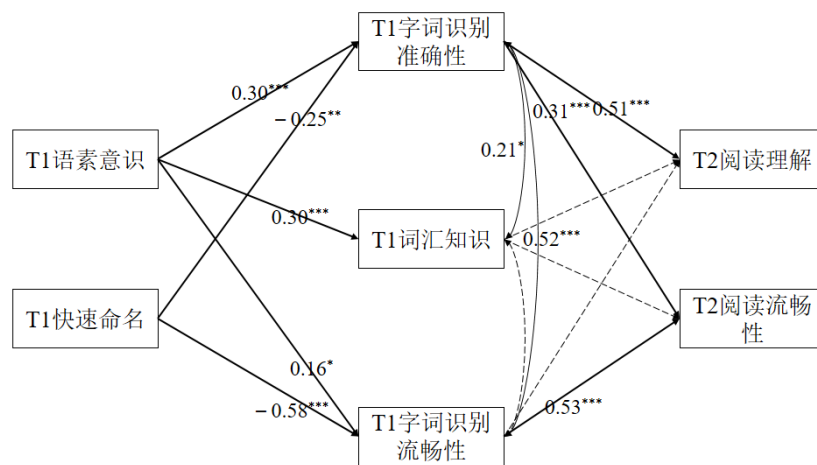 T1字词识别
准确性
0.30***
−0.25**
0.31***
0.51***
T1语素意识
0.21*
T2阅读理解
0.30***
T1词汇知识
0.52***
T1快速命名
T2阅读流畅
性
0.16*
−0.58***
T1字词识别
流畅性
0.53***